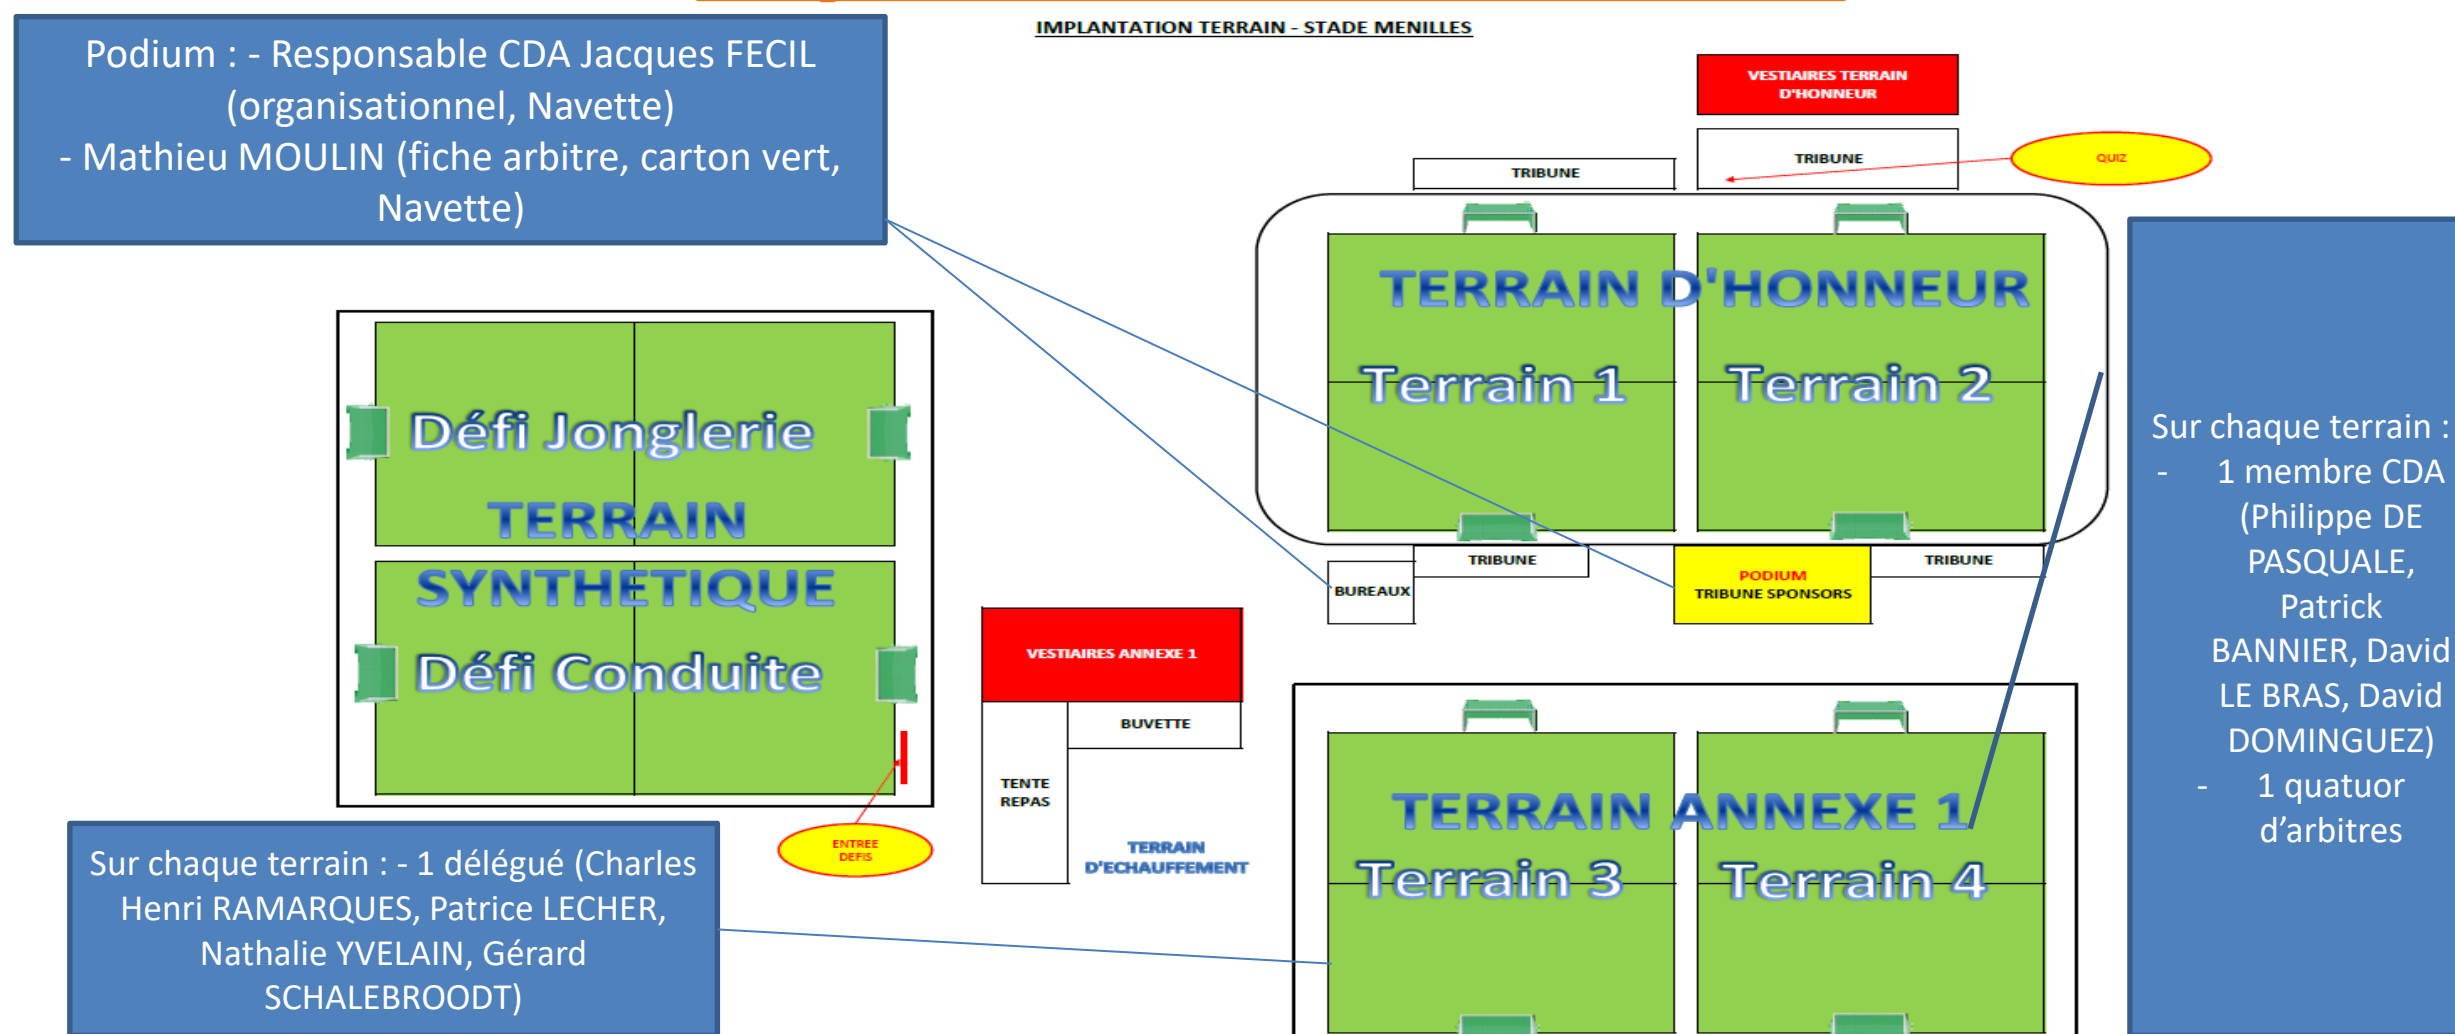 IMPLANTATION TERRAIN - STADE MENILLES
Podium : - Responsable CDA Jacques FECIL
(organisationnel, Navette)
- Mathieu MOULIN (fiche arbitre, carton vert,
Navette)
VESTIAIRES TERRAIN
D'HONNEUR
TRIBUNE
TRIBUNE
QUIZ
TERRAIN D'HONNEUR
Terrain 1
Terrain 2
Défi Jonglerie
TERRAIN
SYNTHETIQUE
Défi Conduite
TRIBUNE
TRIBUNE
BUREAUX
PODIUM
TRIBUNE SPONSORS
VESTIAIRES ANNEXE 1
BUVETTE
TENTE
REPAS
TERRAIN
D'ECHAUFFEMENT
ENTREE
DEFIS
TERRAIN ANNEXE 1
Terrain 3
Terrain 4
Sur chaque terrain :
- 1 membre CDA
(Philippe DE
PASQUALE,
Patrick
BANNIER, David
LE BRAS, David
DOMINGUEZ)
- 1 quatuor
d’arbitres
Sur chaque terrain : - 1 délégué (Charles
Henri RAMARQUES, Patrice LECHER,
Nathalie YVELAIN, Gérard
SCHALEBROODT)